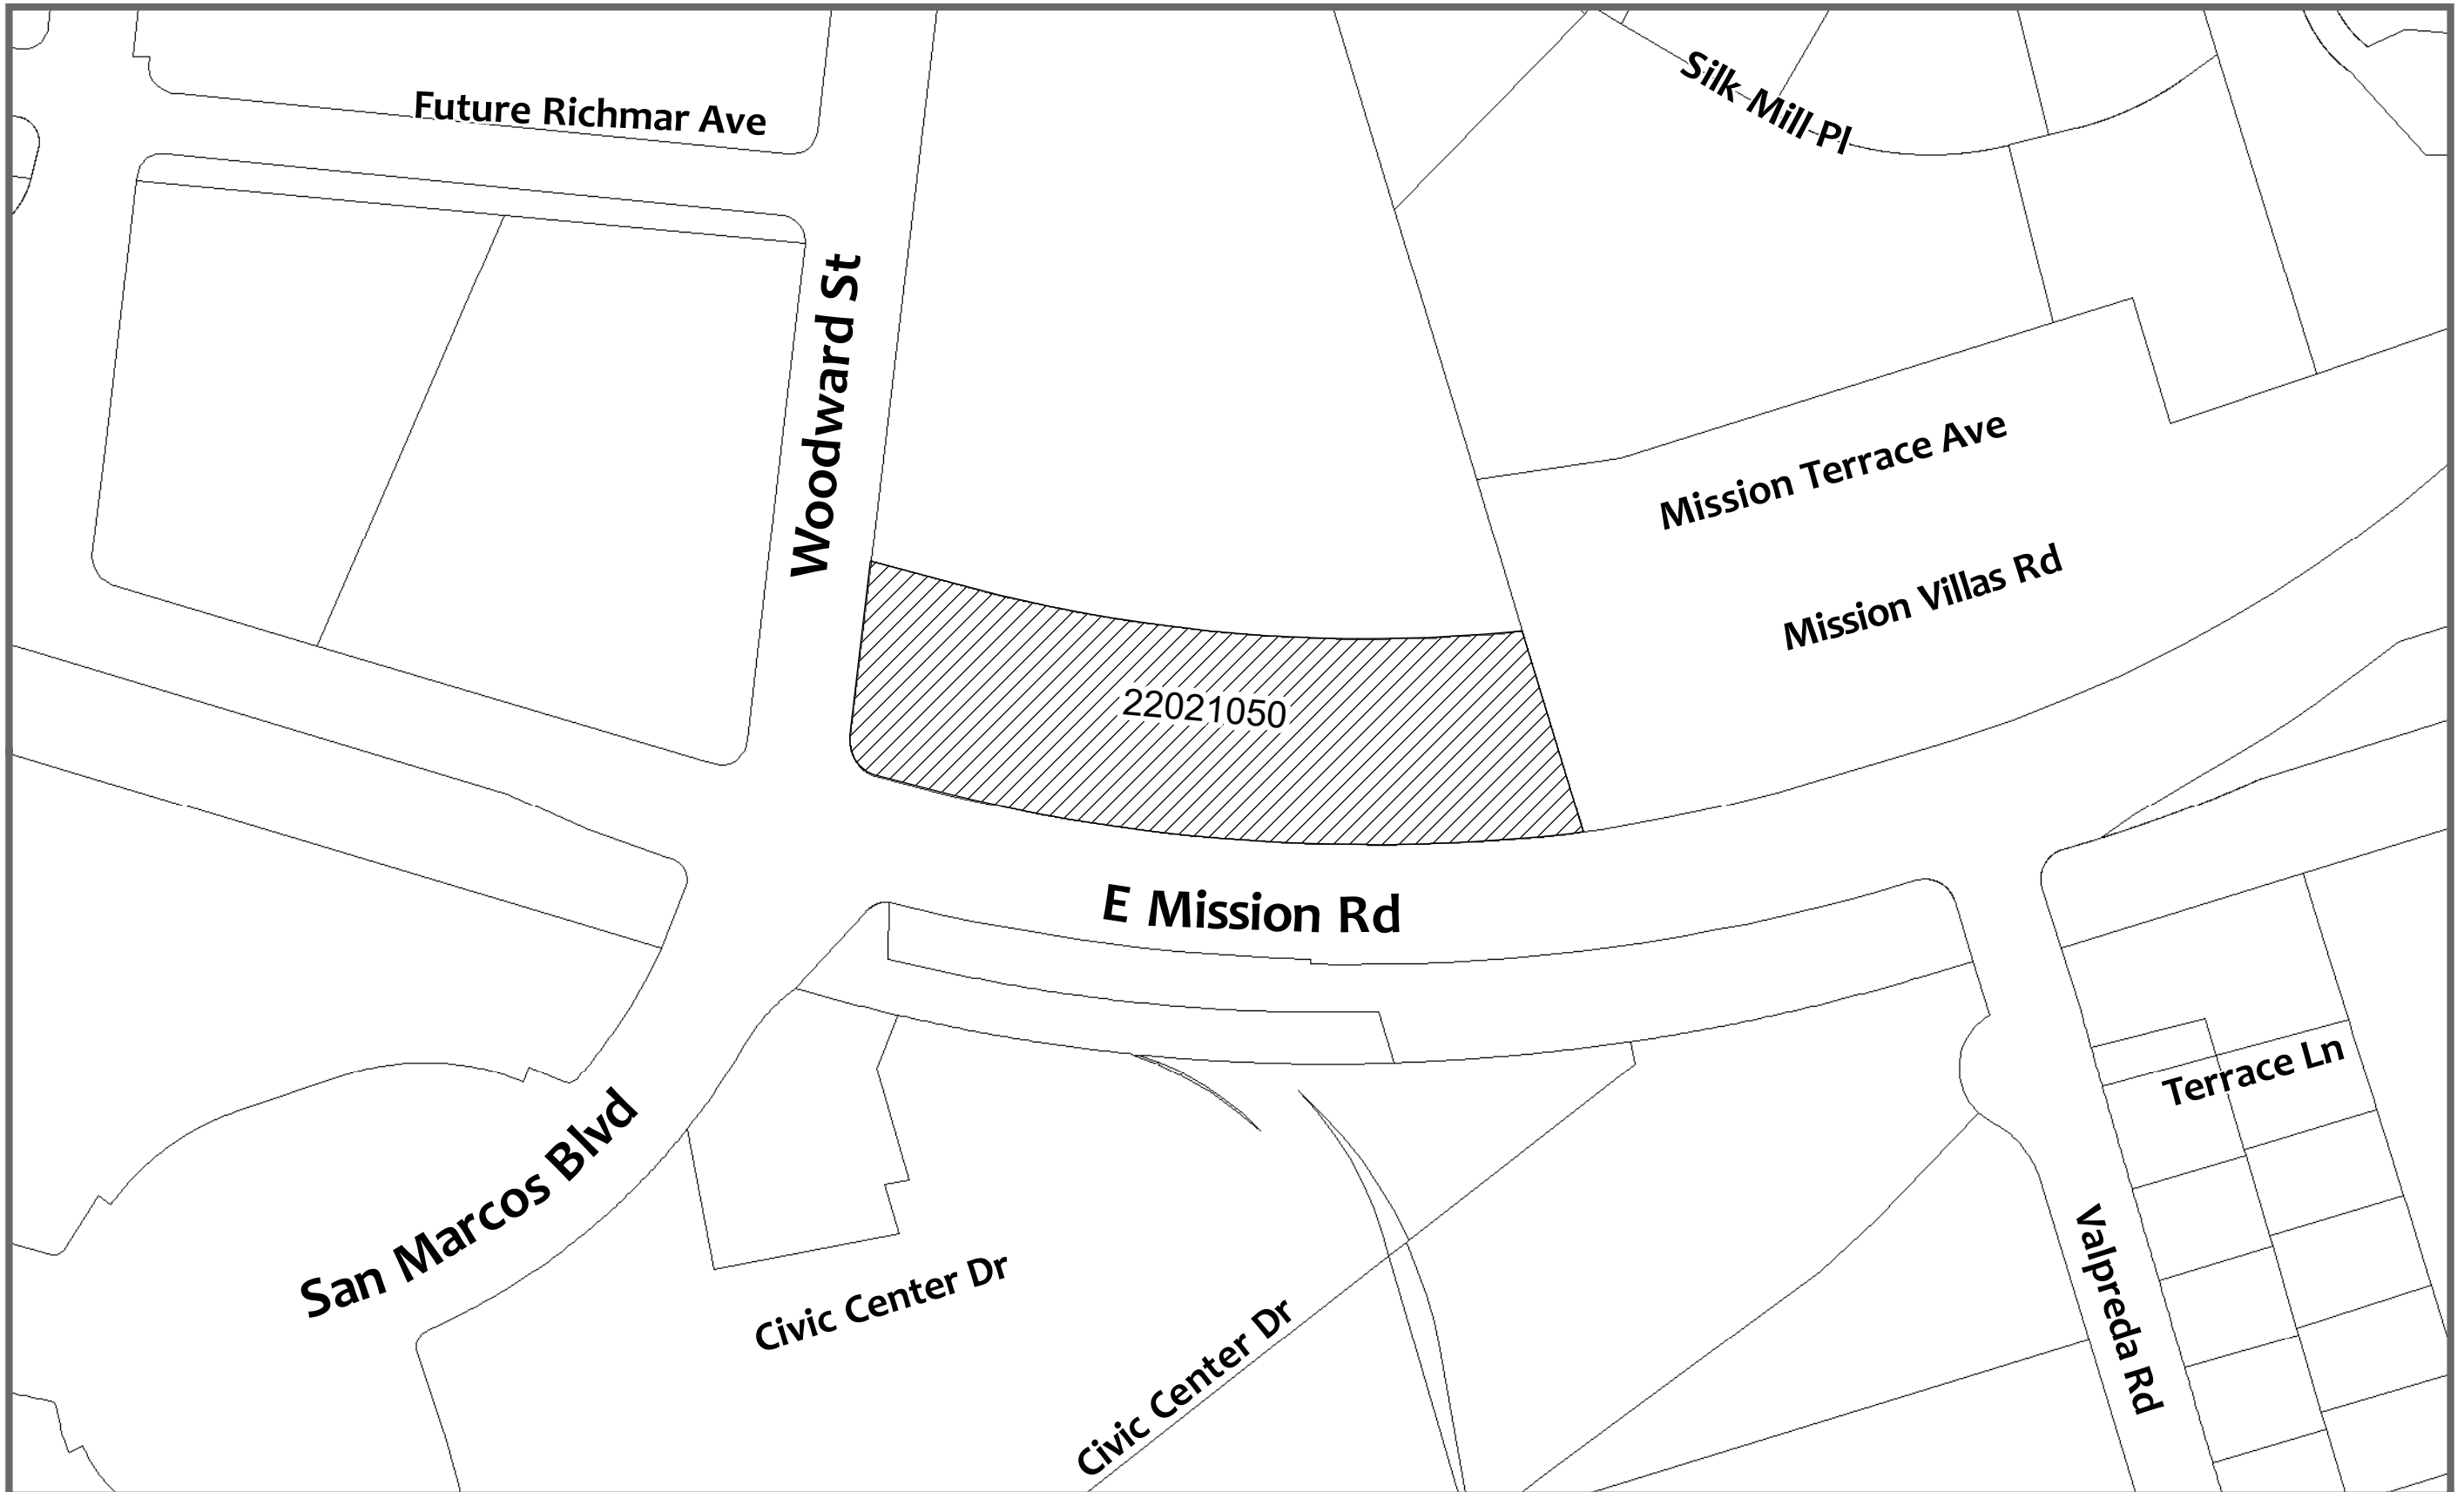 Silk Mill Pl
Future Richmar Ave
Woodward St
Mission Terrace Ave
Mission Villas Rd
22021050
E Mission Rd
Terrace Ln
San Marcos Blvd
Valpreda Rd
Civic Center Dr
Civic Center Dr